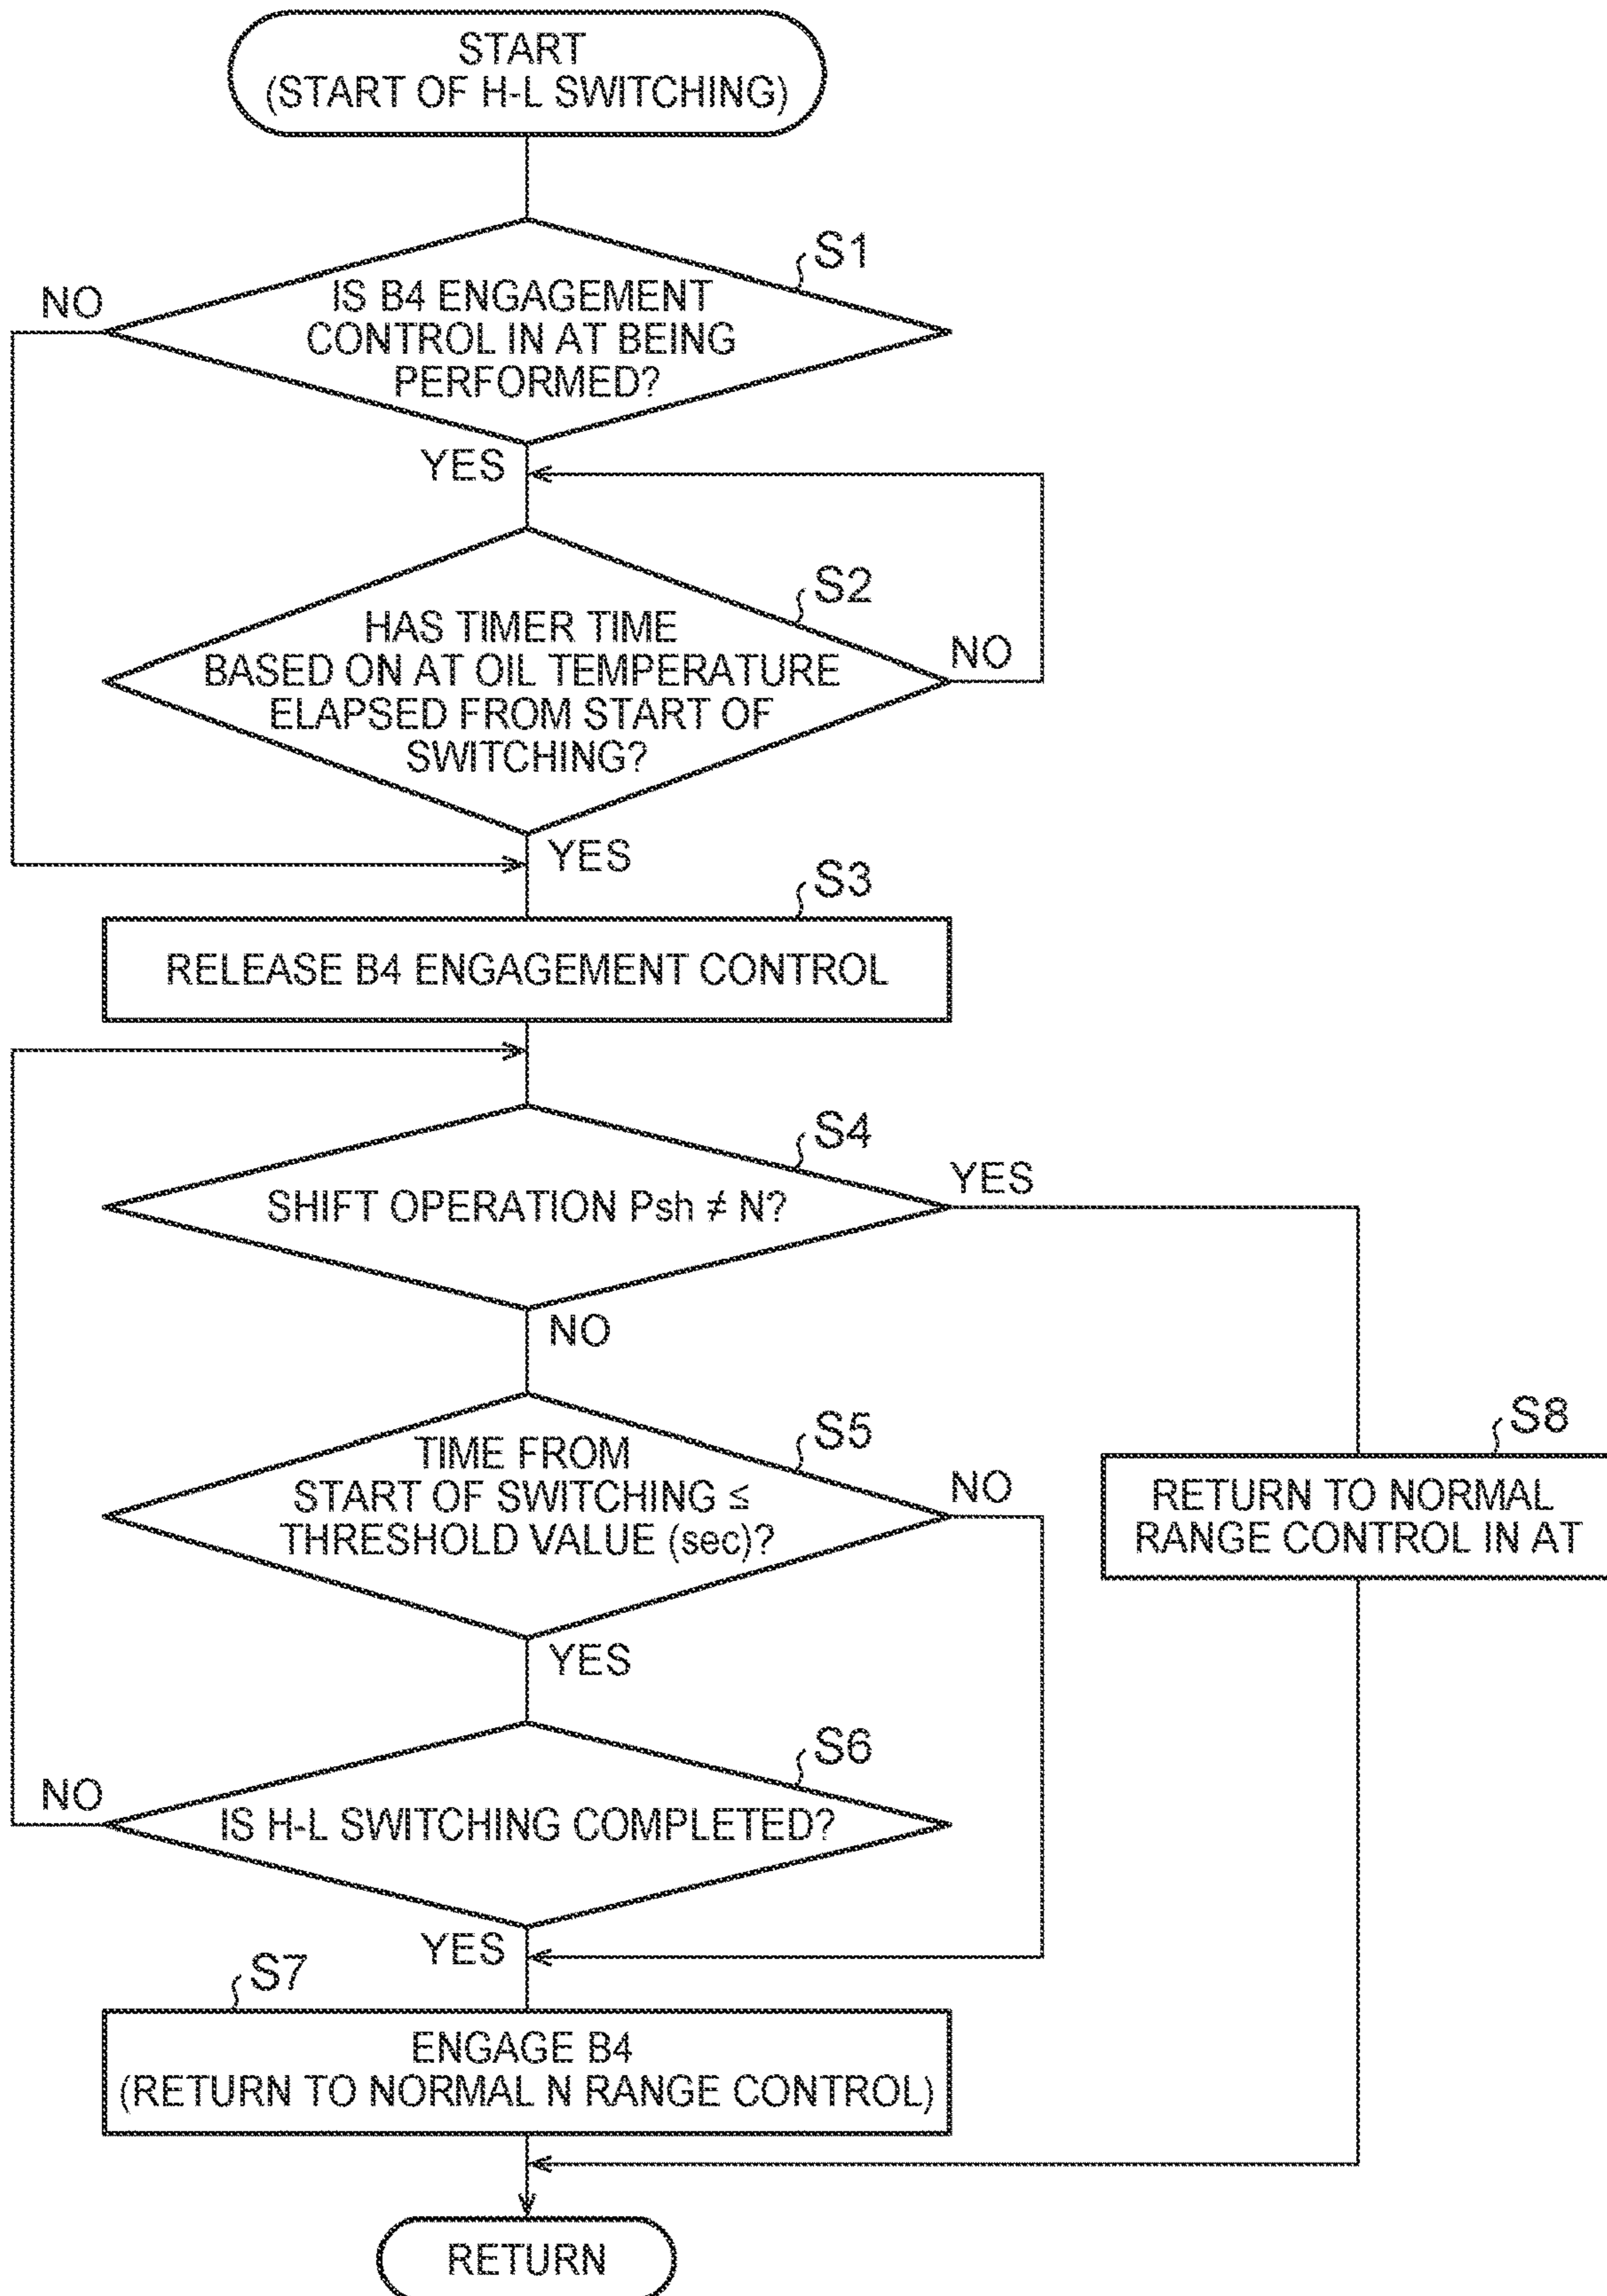 START
(START OF H-L SWITCHING)
S1
NO
IS B4 ENGAGEMENT
CONTROL IN AT BEING
PERFORMED?
YES
S2
HAS TIMER TIME
BASED ON AT OIL TEMPERATURE
ELAPSED FROM START OF
SWITCHING?
NO
YES
S3
RELEASE B4 ENGAGEMENT CONTROL
S4
SHIFT OPERATION Psh ≠ N?
YES
NO
S5
TIME FROM
START OF SWITCHING ≤
THRESHOLD VALUE (sec)?
NO
S8
RETURN TO NORMAL
RANGE CONTROL IN AT
YES
S6
NO
IS H-L SWITCHING COMPLETED?
YES
S7
ENGAGE B4
(RETURN TO NORMAL N RANGE CONTROL)
RETURN